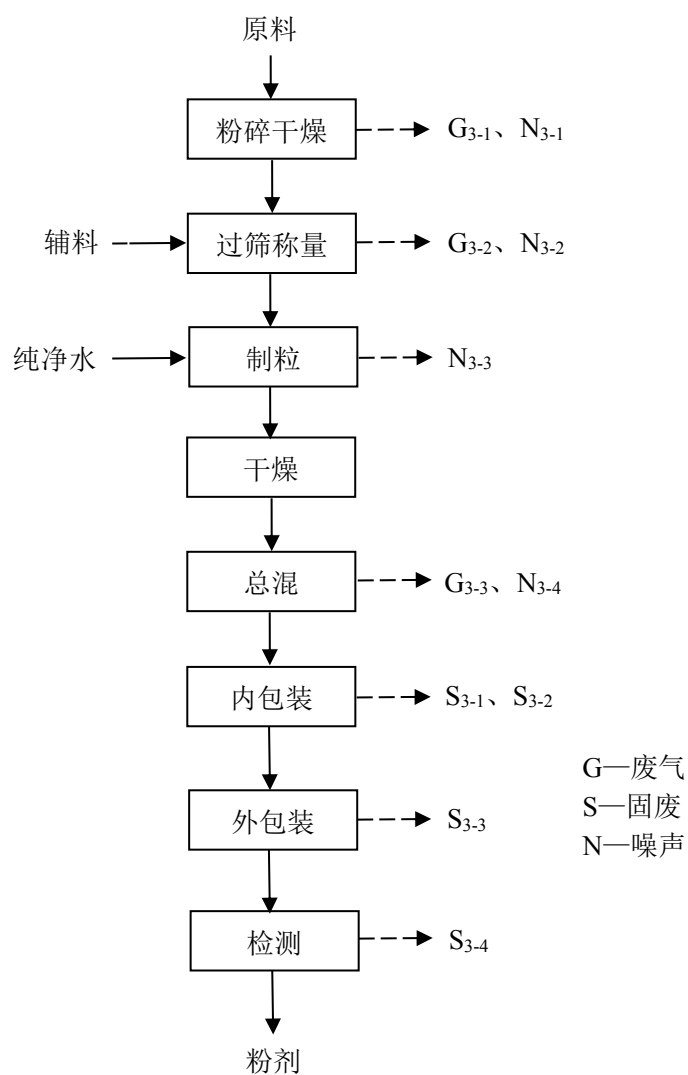 原料
粉碎干燥
G3-1、N3-1
辅料
过筛称量
G3-2、N3-2
纯净水
制粒
N3-3
干燥
总混
G3-3、N3-4
内包装
S3-1、S3-2
外包装
S3-3
G—废气
S—固废
N—噪声
检测
S3-4
粉剂